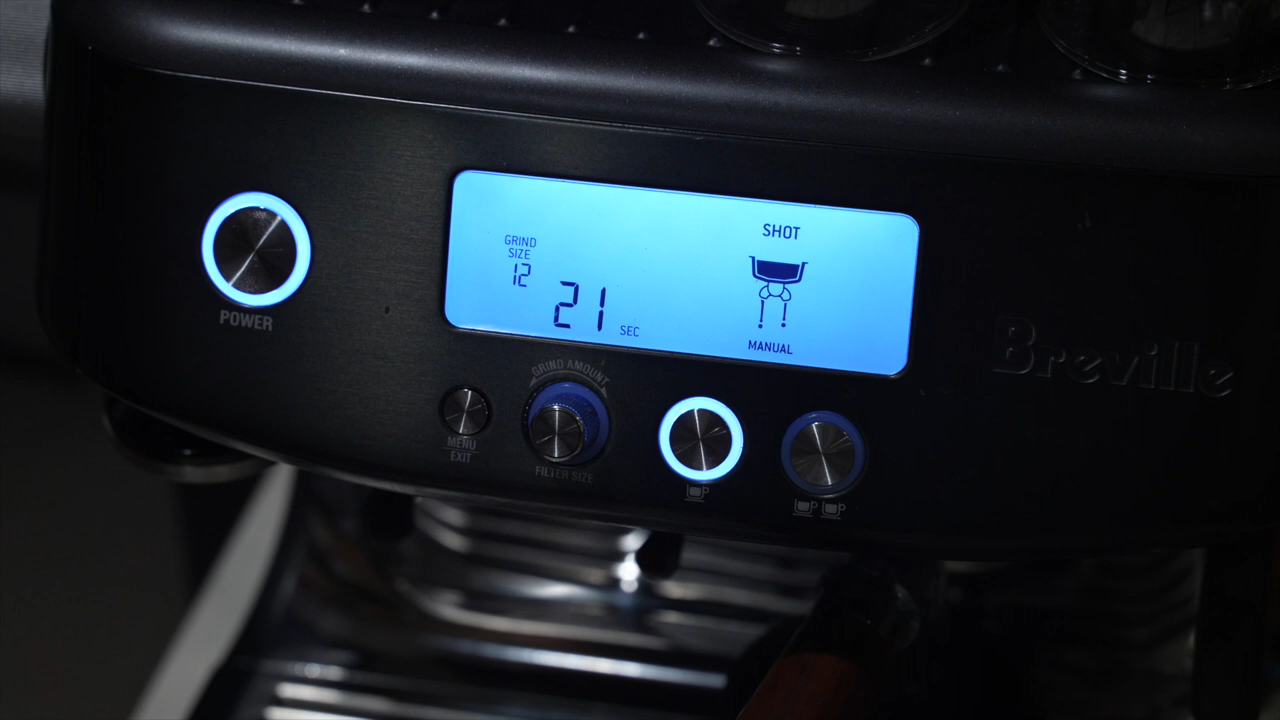 SHOT
GRIND
SIZE
12
21 SEC
MANUAL
POWER
Breville
GRIND AMOUNT
MENU
EXIT
FILTER SIZE